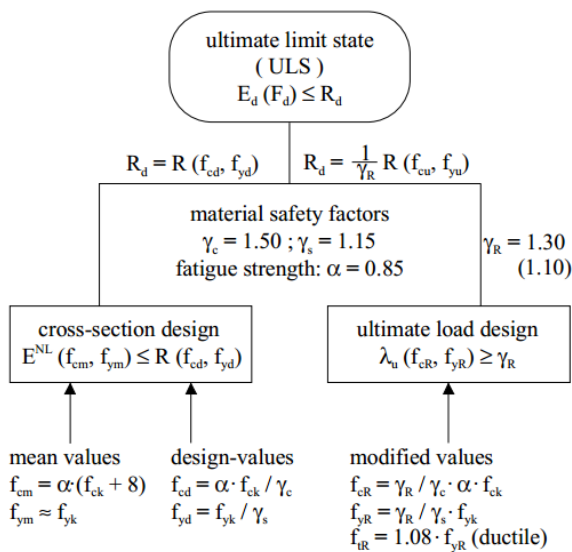 ultimate limit state
( ULS )
E_d (F_d) ≤ R_d
R_d = R (f_cd, f_yd)
R_d = 1/γ_R R (f_cu, f_yu)
material safety factors
γ_c = 1.50 ; γ_s = 1.15
fatigue strength: α = 0.85
γ_R = 1.30
(1.10)
cross-section design
E^NL (f_cm, f_ym) ≤ R (f_cd, f_yd)
ultimate load design
λ_u (f_cR, f_yR) ≥ γ_R
mean values
f_cm = α·(f_ck + 8)
f_ym ≈ f_yk
design-values
f_cd = α· f_ck / γ_c
f_yd = f_yk / γ_s
modified values
f_cR = γ_R / γ_c · α · f_ck
f_yR = γ_R / γ_s · f_yk
f_tR = 1.08· f_yR (ductile)